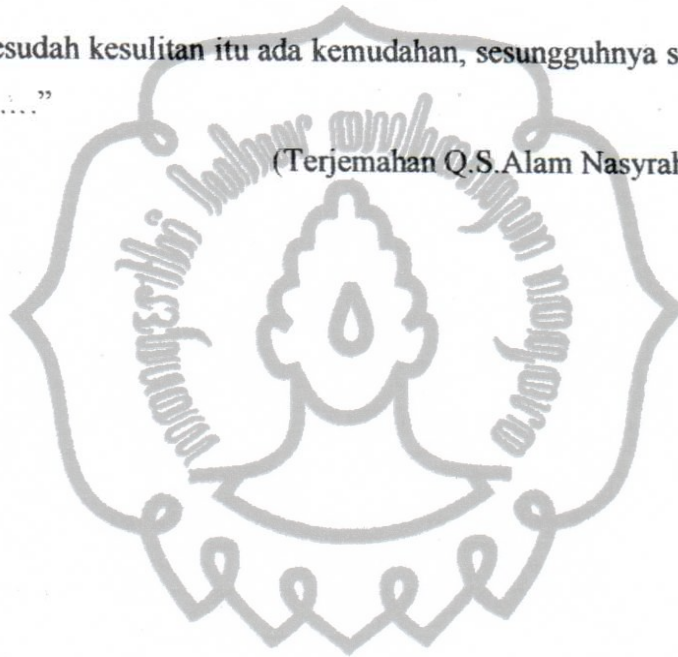 esudah kesulitan itu ada kemudahan, sesungguhnya s
….”
(Terjemahan Q.S.Alam Nasyrah